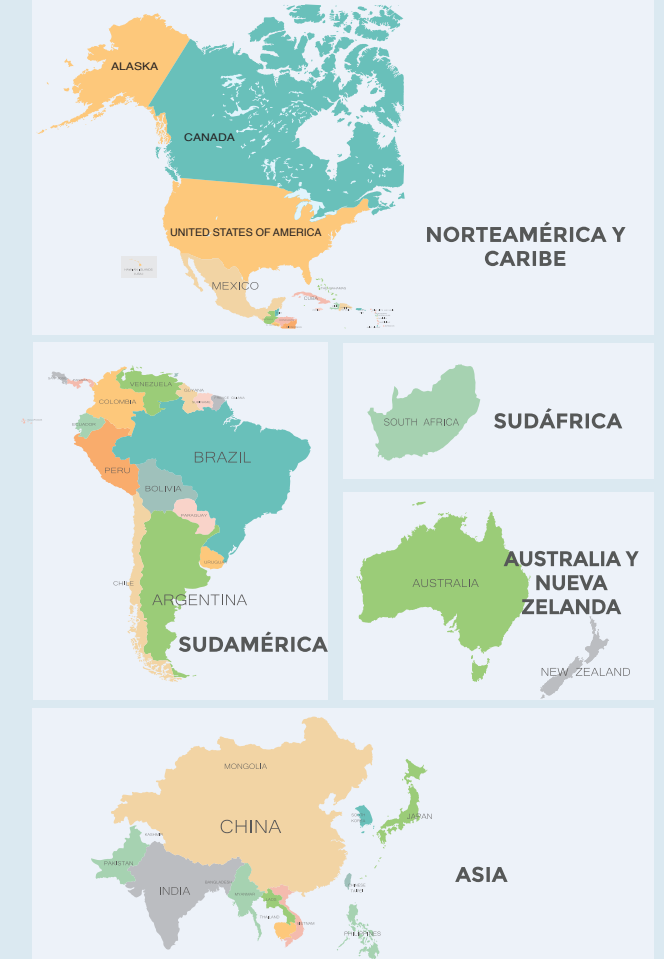 ALASKA
CANADA
UNITED STATES OF AMERICA
NORTEAMÉRICA Y
CARIBE
MEXICO
CUBA
VENEZUELA
GUYANA
COLOMBIA
ECUADOR
BRAZIL
PERU
BOLIVIA
PARAGUAY
CHILE
ARGENTINA
SUDAMÉRICA
SOUTH AFRICA
SUDÁFRICA
AUSTRALIA
AUSTRALIA Y
NUEVA
ZELANDA
NEW ZEALAND
MONGOLIA
CHINA
JAPAN
KASHMIR
PAKISTAN
INDIA
BANGLADESH
MYANMAR
THAILAND
VIETNAM
PHILIPPINES
ASIA